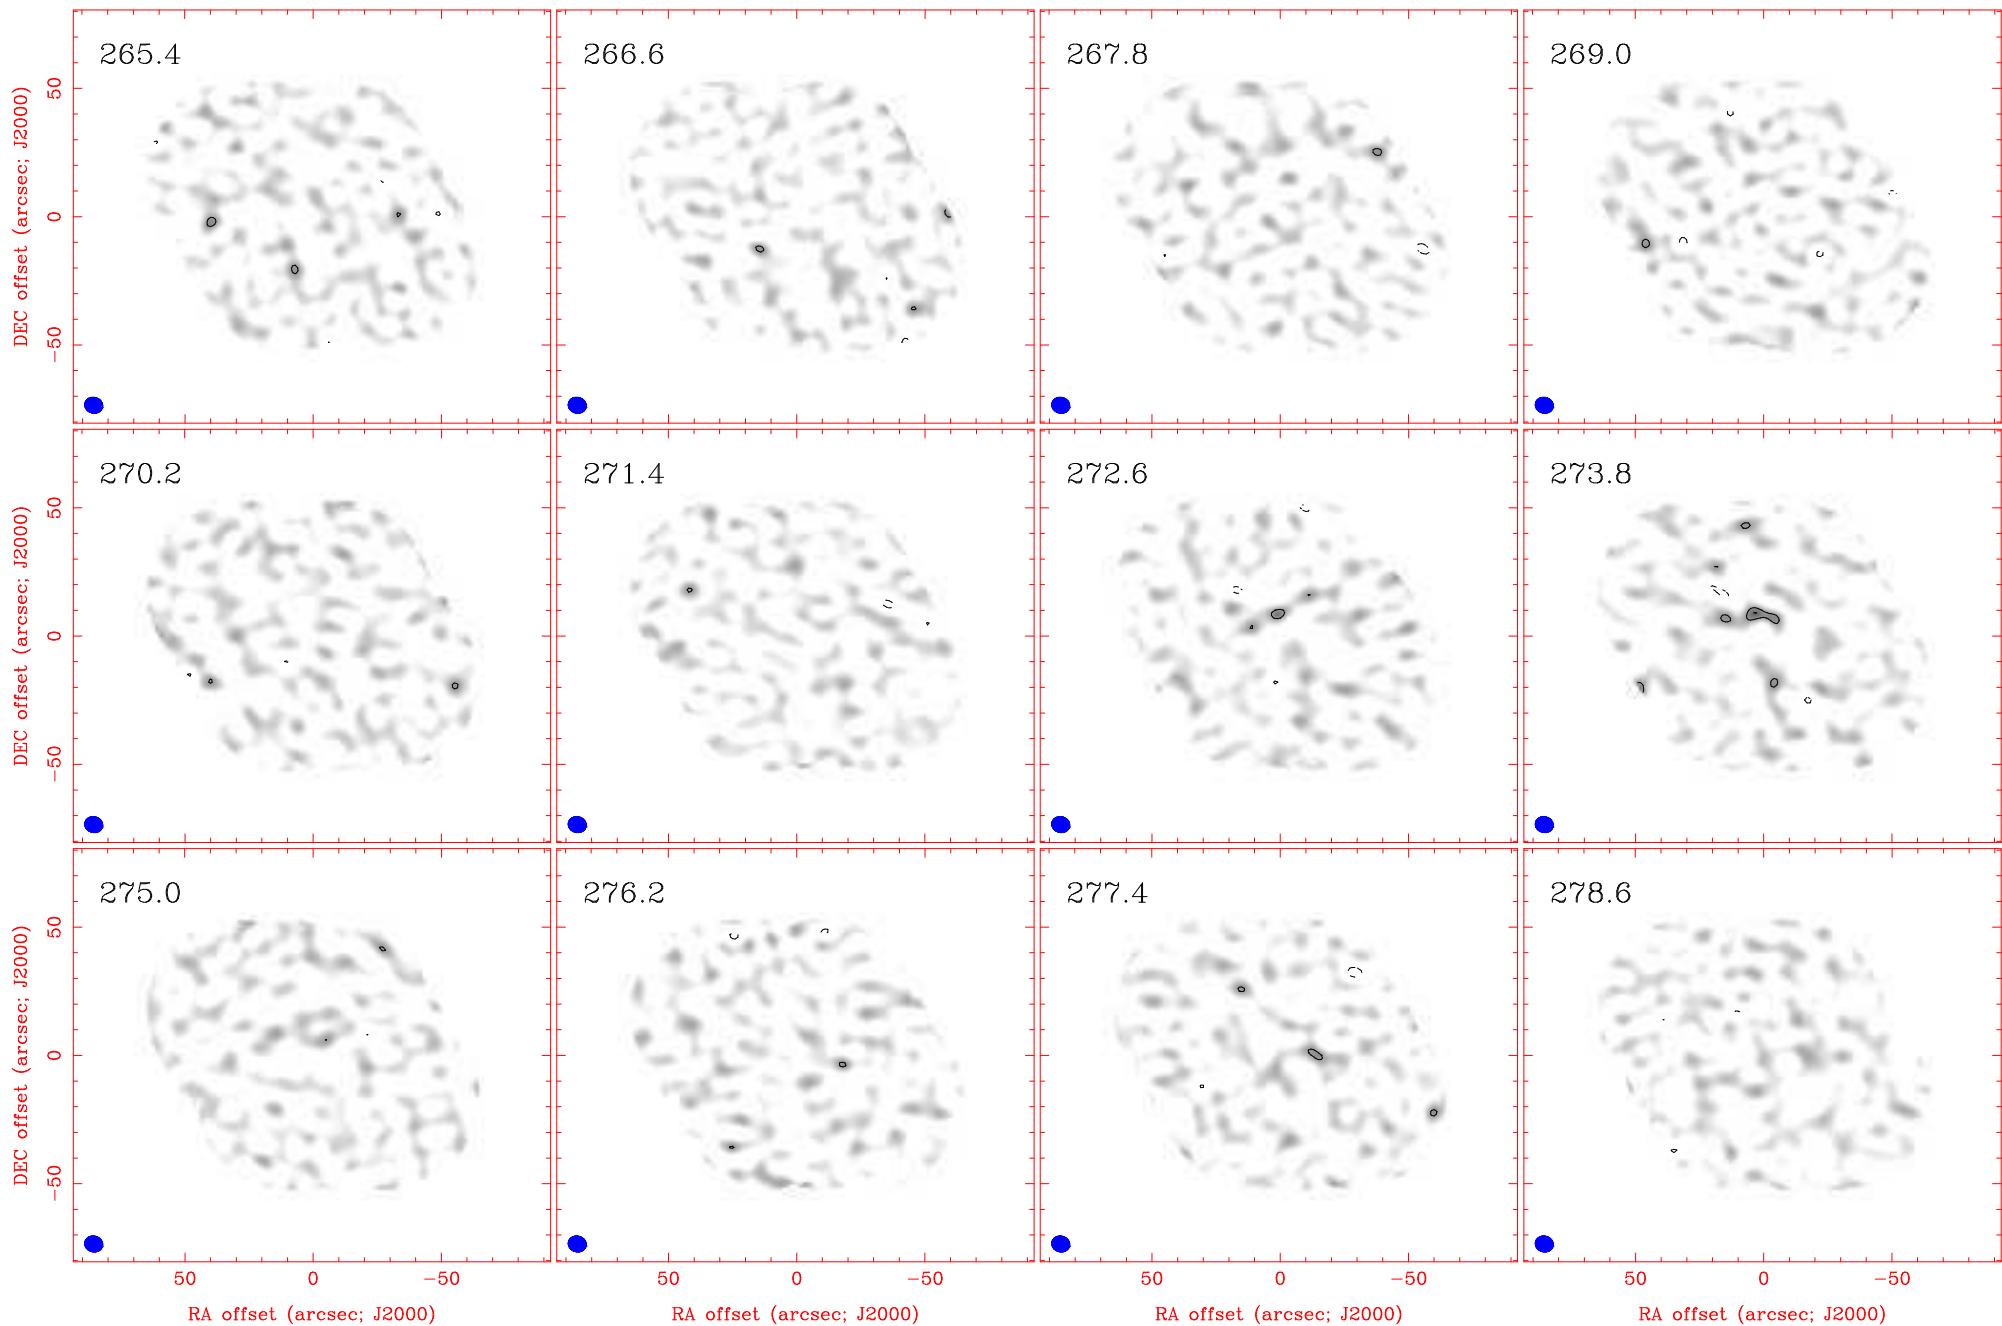 265.4 266.6 267.8 269.0
DEC offset (arcsec; J2000)
50
0
−50
270.2 271.4 272.6 273.8
DEC offset (arcsec; J2000)
50
0
−50
275.0 276.2 277.4 278.6
DEC offset (arcsec; J2000)
50
0
−50
50 0 −50 50 0 −50 50 0 −50 50 0 −50
RA offset (arcsec; J2000) RA offset (arcsec; J2000) RA offset (arcsec; J2000) RA offset (arcsec; J2000)